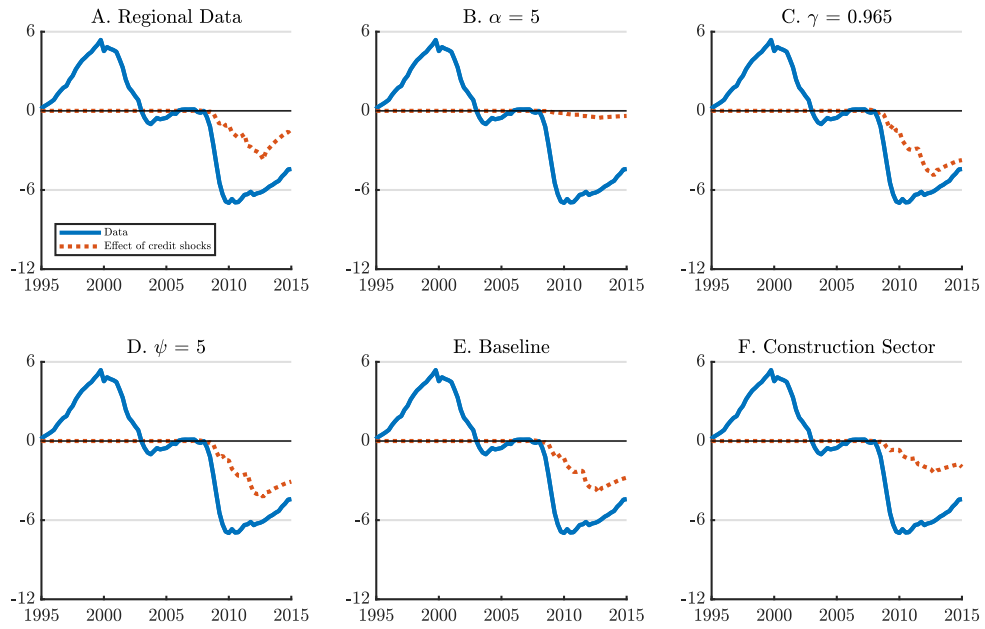 A. Regional Data
6
0
-6
-12
Data
Effect of credit shocks
1995 2000 2005 2010 2015
B. α = 5
6
0
-6
-12
1995 2000 2005 2010 2015
C. γ = 0.965
6
0
-6
-12
1995 2000 2005 2010 2015
D. ψ = 5
6
0
-6
-12
1995 2000 2005 2010 2015
E. Baseline
6
0
-6
-12
1995 2000 2005 2010 2015
F. Construction Sector
6
0
-6
-12
1995 2000 2005 2010 2015